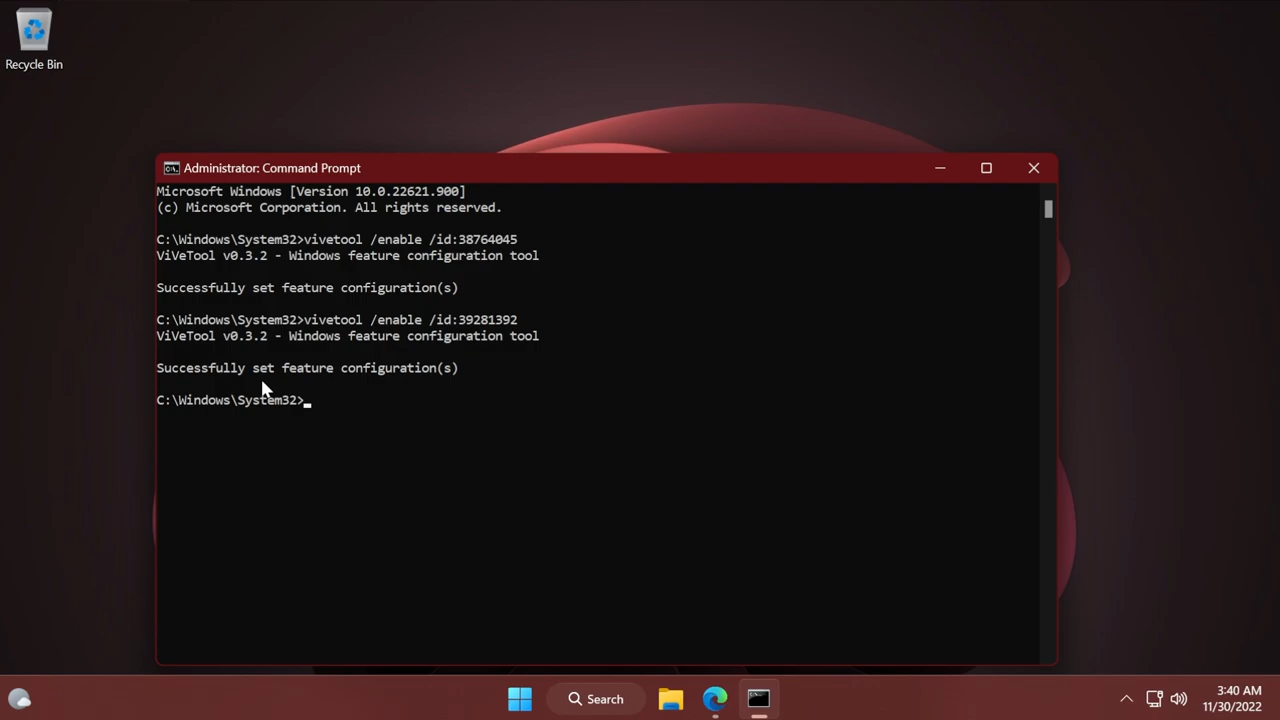 Recycle Bin
Administrator: Command Prompt
Microsoft Windows [Version 10.0.22621.900]
(c) Microsoft Corporation. All rights reserved.
C:\Windows\System32>vivetool /enable /id:38764045
ViVeTool v0.3.2 - Windows feature configuration tool
Successfully set feature configuration(s)
C:\Windows\System32>vivetool /enable /id:39281392
ViVeTool v0.3.2 - Windows feature configuration tool
Successfully set feature configuration(s)
C:\Windows\System32>
Search
3:40 AM
11/30/2022